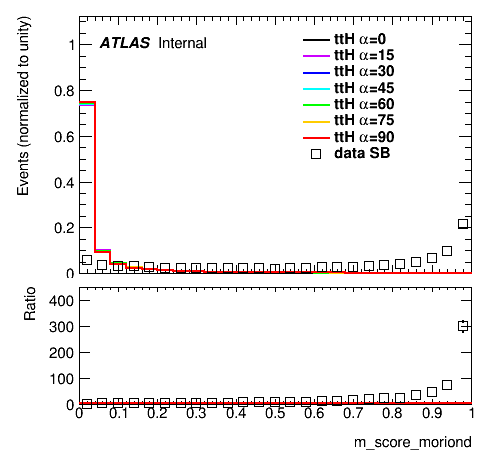 ATLAS Internal
ttH α=0
ttH α=15
ttH α=30
ttH α=45
ttH α=60
ttH α=75
ttH α=90
data SB
Events (normalized to unity)
1
0.8
0.6
0.4
0.2
0
Ratio
400
300
200
100
0
0 0.1 0.2 0.3 0.4 0.5 0.6 0.7 0.8 0.9 1
m_score_moriond